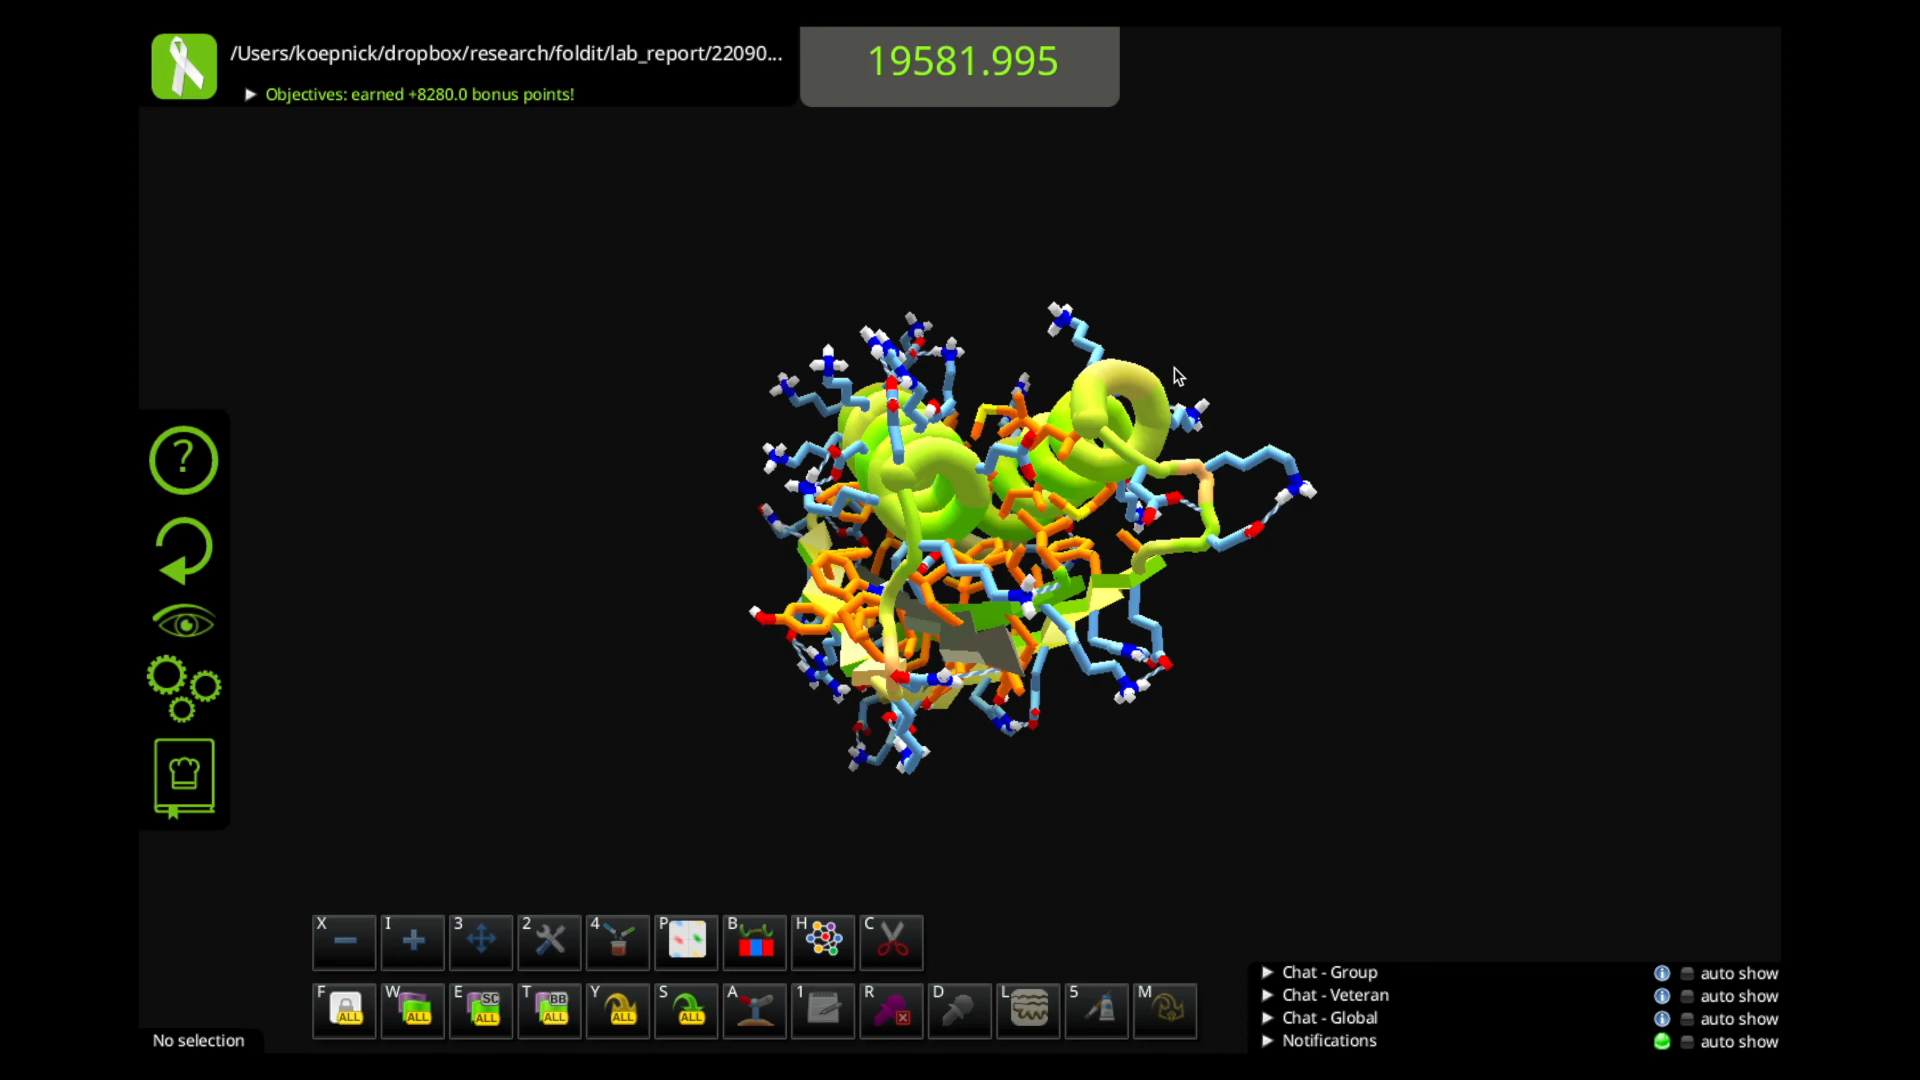 /Users/koepnick/dropbox/research/foldit/lab_report/22090...
19581.995
Objectives: earned +8280.0 bonus points!
?
X
I
3
2
4
P
B
H
C
F ALL
W ALL
E SC ALL
T BB ALL
Y ALL
S ALL
A
1
R
D
L
5
M
Chat - Group auto show
Chat - Veteran auto show
Chat - Global auto show
Notifications auto show
No selection